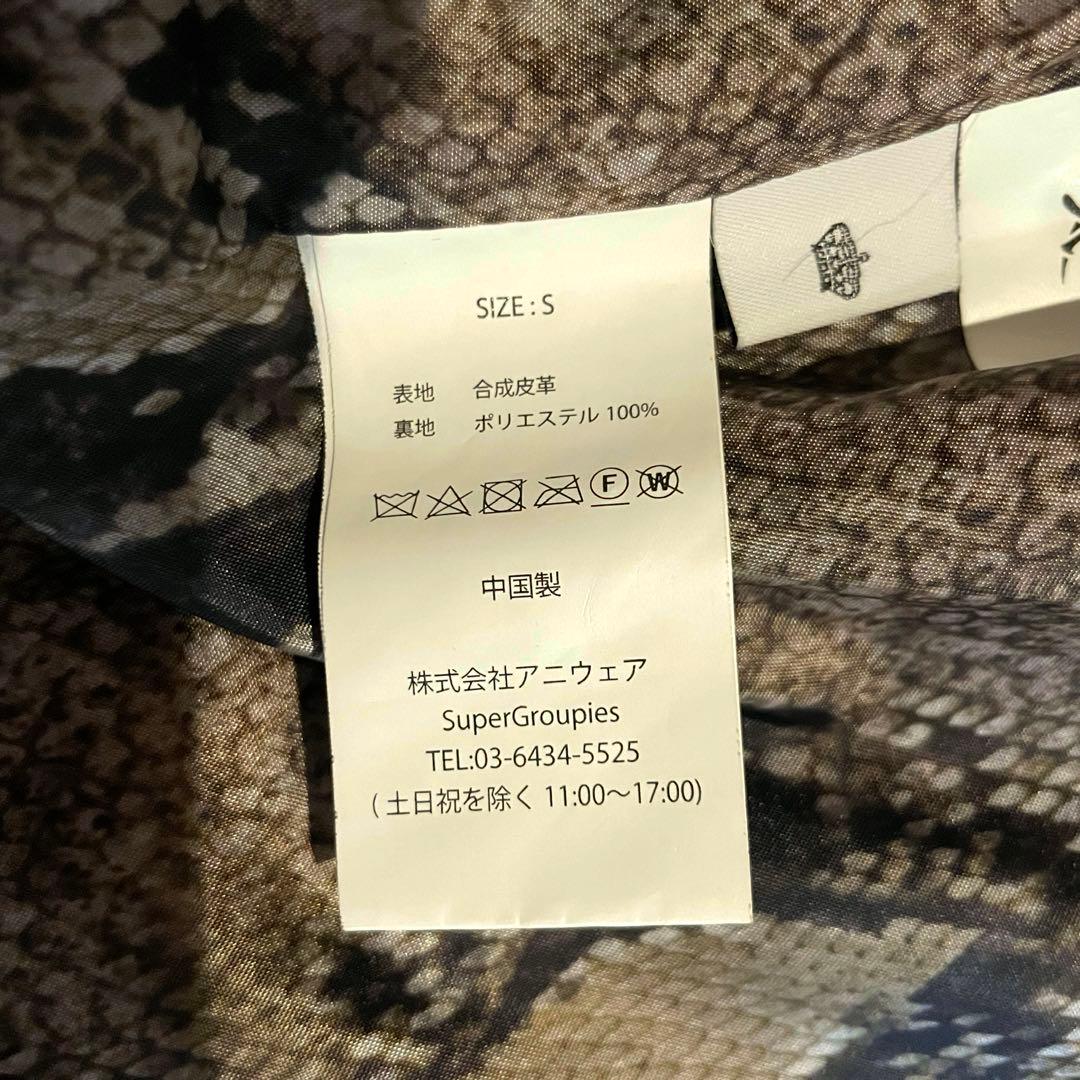 SIZE : S
表地 合成皮革
裏地 ポリエステル 100%
F W
中国製
株式会社アニウェア
SuperGroupies
TEL:03-6434-5525
( 土日祝を除く 11:00～17:00)